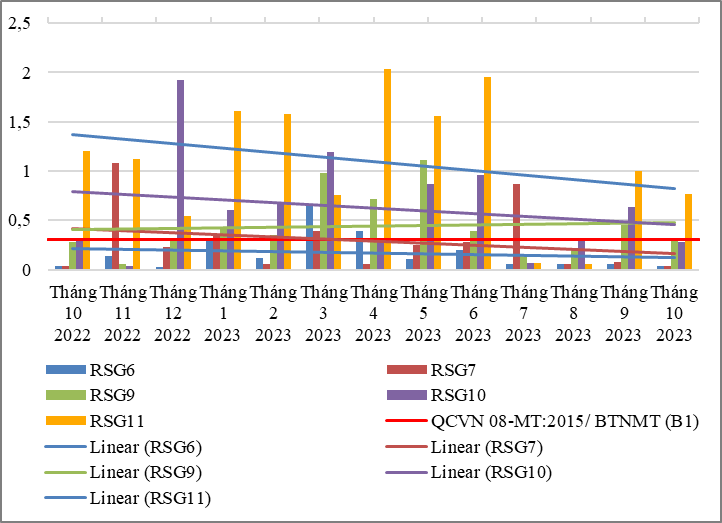 2,5
2
1,5
1
0,5
0
Tháng Tháng Tháng Tháng Tháng Tháng Tháng Tháng Tháng Tháng Tháng Tháng Tháng
10 11 12 1 2 3 4 5 6 7 8 9 10
2022 2022 2022 2023 2023 2023 2023 2023 2023 2023 2023 2023 2023
RSG6 RSG7
RSG9 RSG10
RSG11 QCVN 08-MT:2015/ BTNMT (B1)
Linear (RSG6) Linear (RSG7)
Linear (RSG9) Linear (RSG10)
Linear (RSG11)